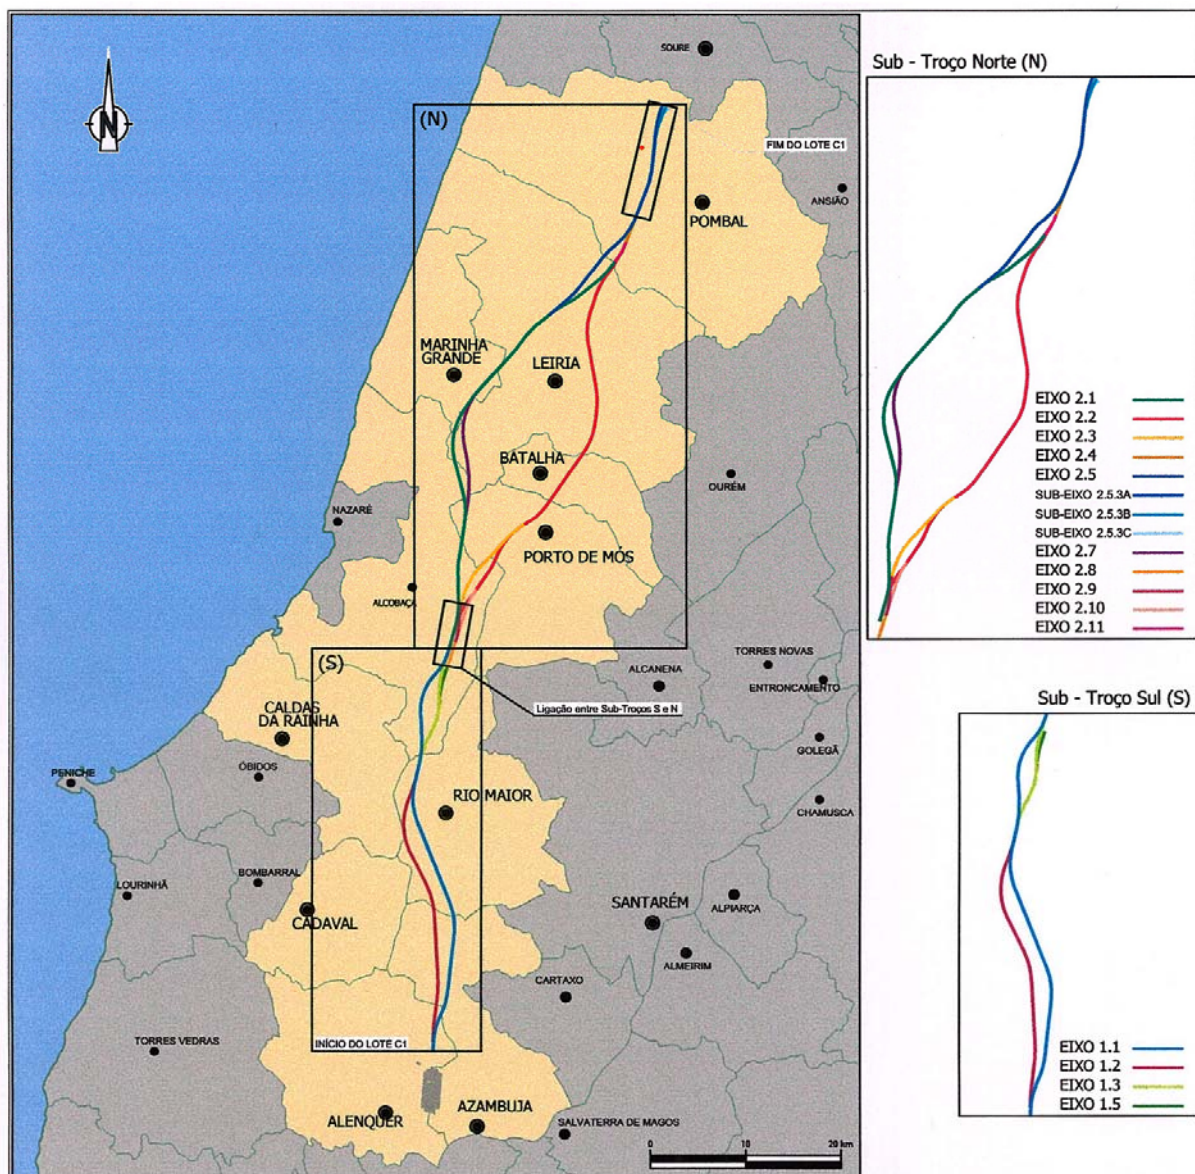 N
SOURE
(N)
FIM DO LOTE C1
ANSIÃO
POMBAL
MARINHA
GRANDE
LEIRIA
BATALHA
OURÉM
NAZARÉ
PORTO DE MÓS
ALCOBAÇA
(S)
ALCANENA
TORRES NOVAS
ENTRONCAMENTO
Ligação entre Sub-Troços S e N
CALDAS
DA RAINHA
GOLEGÃ
PENICHE
ÓBIDOS
RIO MAIOR
CHAMUSCA
BOMBARRAL
LOURINHÃ
CADAVAL
SANTARÉM
ALPIARÇA
ALMEIRIM
CARTAXO
TORRES VEDRAS
INÍCIO DO LOTE C1
ALENQUER
AZAMBUJA
SALVATERRA DE MAGOS
0 10 20 km
Sub - Troço Norte (N)
EIXO 2.1
EIXO 2.2
EIXO 2.3
EIXO 2.4
EIXO 2.5
SUB-EIXO 2.5.3A
SUB-EIXO 2.5.3B
SUB-EIXO 2.5.3C
EIXO 2.7
EIXO 2.8
EIXO 2.9
EIXO 2.10
EIXO 2.11
Sub - Troço Sul (S)
EIXO 1.1
EIXO 1.2
EIXO 1.3
EIXO 1.5